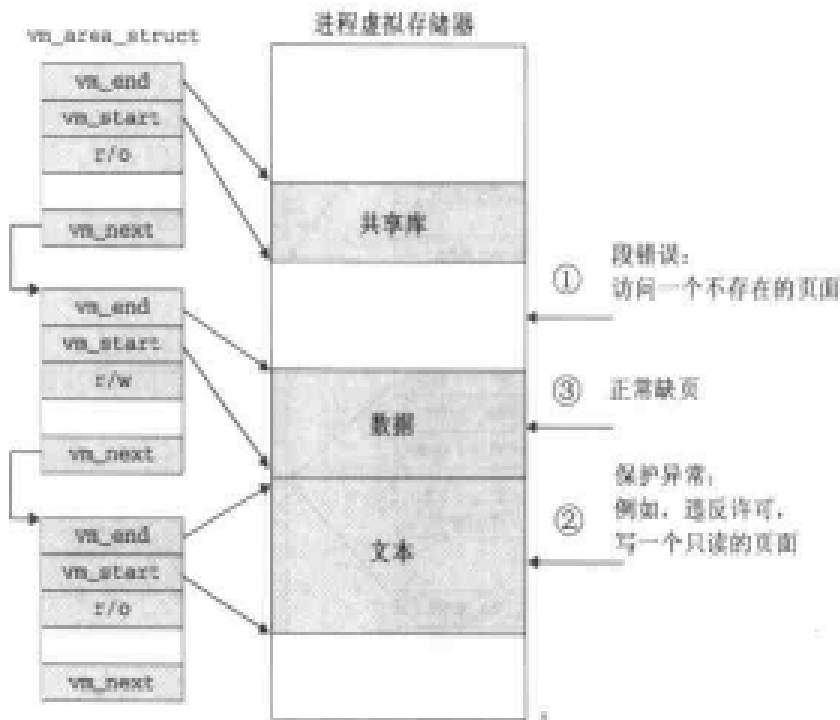 vm_area_struct
进程虚拟存储器
vm_end
vm_start
r/o
vm_next
共享库
①
段错误：
访问一个不存在的页面
vm_end
vm_start
r/w
vm_next
数据
③
正常缺页
vm_end
vm_start
r/o
vm_next
文本
②
保护异常：
例如，违反许可，
写一个只读的页面